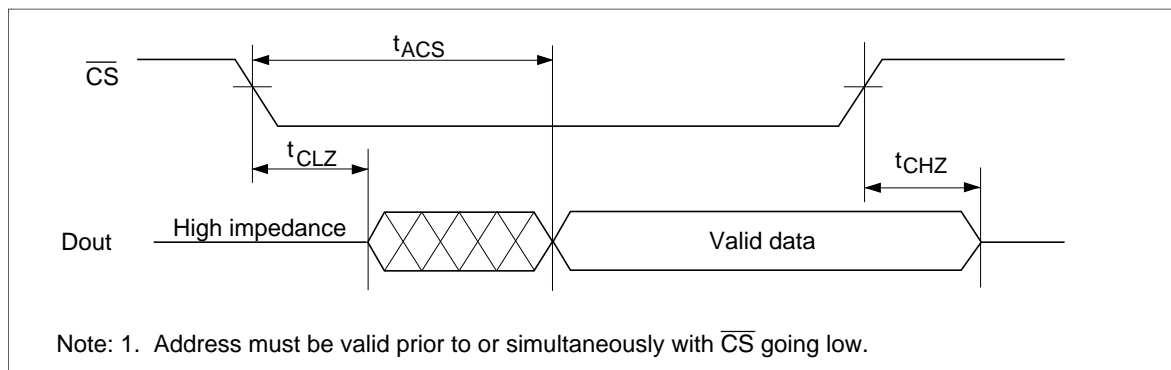 tACS
CS
tCLZ
tCHZ
Dout
High impedance
Valid data
Note: 1. Address must be valid prior to or simultaneously with CS going low.